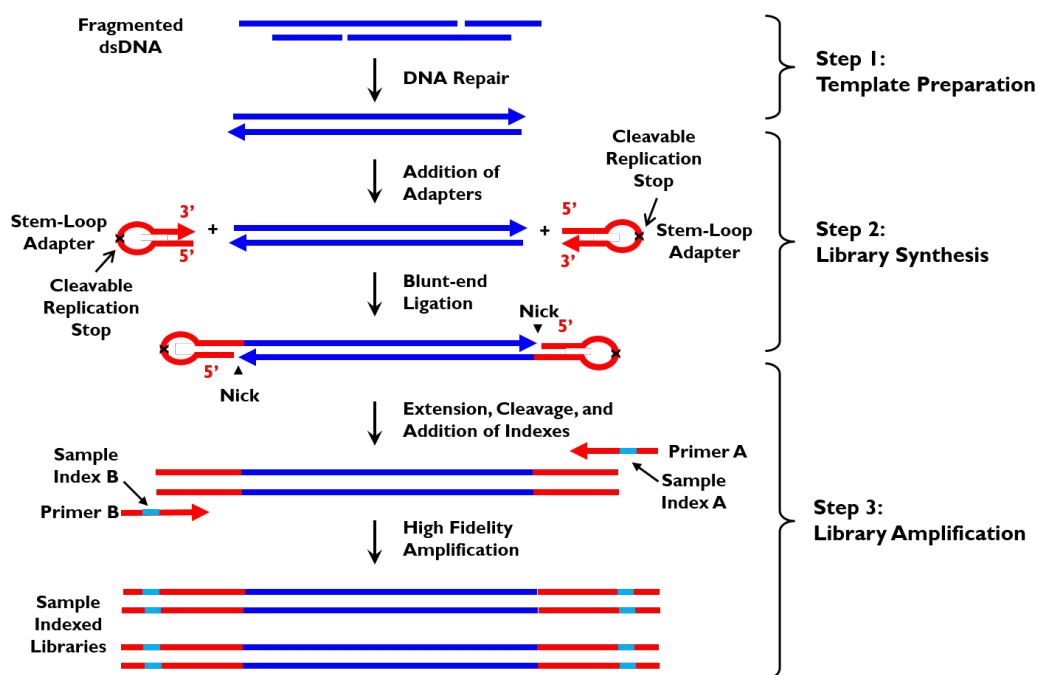 Fragmented
dsDNA
DNA Repair
Step 1:
Template Preparation
Addition of
Adapters
Cleavable
Replication
Stop
Stem-Loop
Adapter
3’
5’
+
+
5’
3’
Stem-Loop
Adapter
Cleavable
Replication
Stop
Step 2:
Library Synthesis
Blunt-end
Ligation
Nick
5’
5’
Nick
Extension, Cleavage, and
Addition of Indexes
Primer A
Sample
Index A
Sample
Index B
Primer B
Step 3:
Library Amplification
High Fidelity
Amplification
Sample
Indexed
Libraries